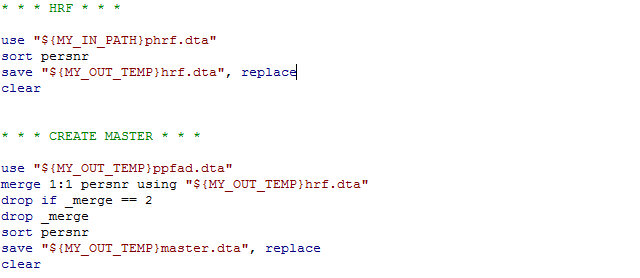 * * * HRF * * *
use "${MY_IN_PATH}phrf.dta"
sort persnr
save "${MY_OUT_TEMP}hrf.dta", replace
clear
* * * CREATE MASTER * * *
use "${MY_OUT_TEMP}ppfad.dta"
merge 1:1 persnr using "${MY_OUT_TEMP}hrf.dta"
drop if _merge == 2
drop _merge
sort persnr
save "${MY_OUT_TEMP}master.dta", replace
clear